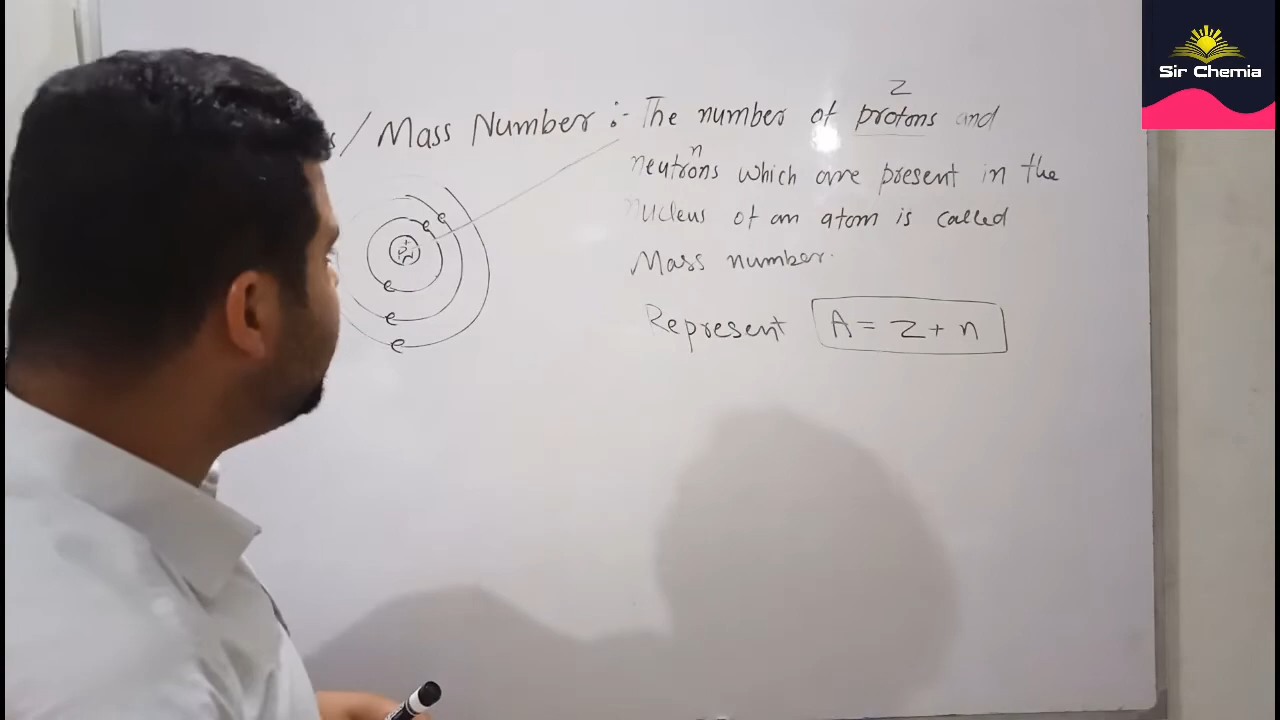 Sir Chemia
s/ Mass Number :- The number of protons and
Z
neutrons which are present in the
n
nucleus of an atom is called
Mass number.
Represent A = Z + n
e
e
+
P N
e
e
e